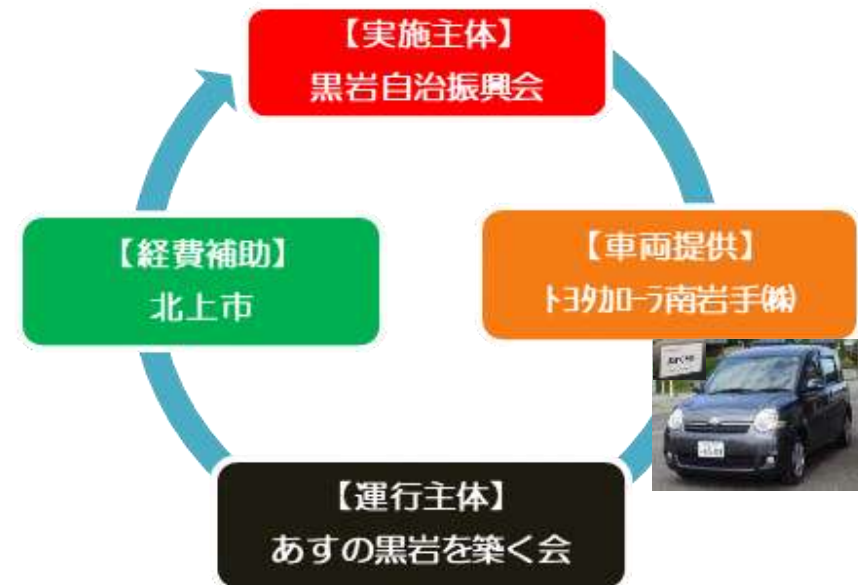 【実施主体】
黒岩自治振興会
【車両提供】
ﾄﾖﾀｶﾛｰﾗ南岩手㈱
【経費補助】
北上市
【運行主体】
あすの黒岩を築く会